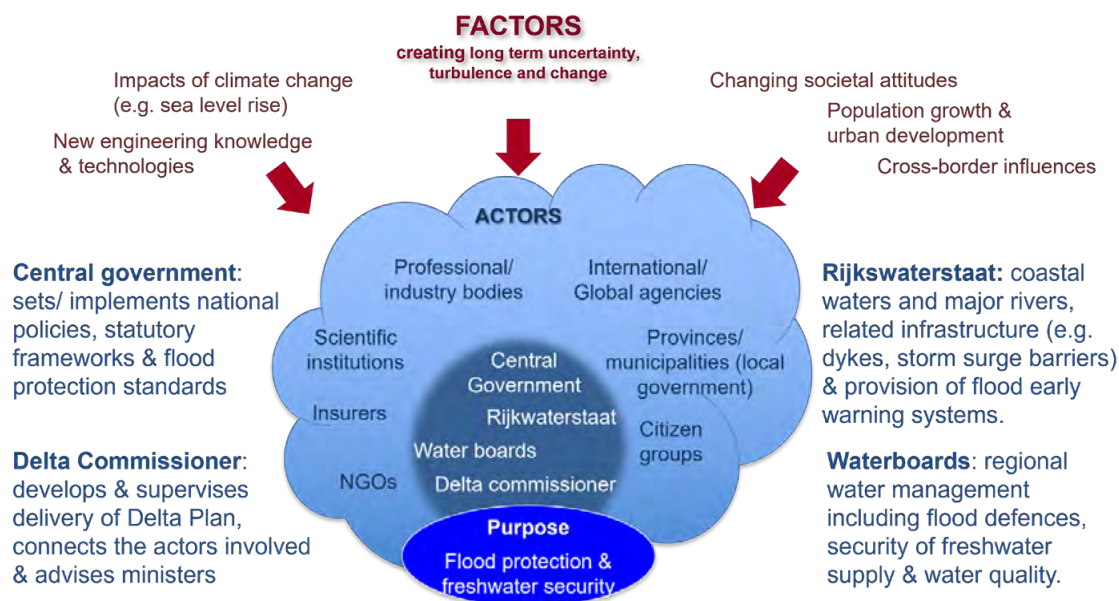 FACTORS
creating long term uncertainty,
turbulence and change
Impacts of climate change
(e.g. sea level rise)
New engineering knowledge
& technologies
Changing societal attitudes
Population growth &
urban development
Cross-border influences
ACTORS
Professional/
industry bodies
International/
Global agencies
Scientific
institutions
Provinces/
municipalities (local
government)
Insurers
Citizen
groups
NGOs
Central
Government
Rijkwaterstaat
Water boards
Delta commissioner
Purpose
Flood protection &
freshwater security
Central government:
sets/ implements national
policies, statutory
frameworks & flood
protection standards
Delta Commissioner:
develops & supervises
delivery of Delta Plan,
connects the actors involved
& advises ministers
Rijkswaterstaat: coastal
waters and major rivers,
related infrastructure (e.g.
dykes, storm surge barriers)
& provision of flood early
warning systems.
Waterboards: regional
water management
including flood defences,
security of freshwater
supply & water quality.